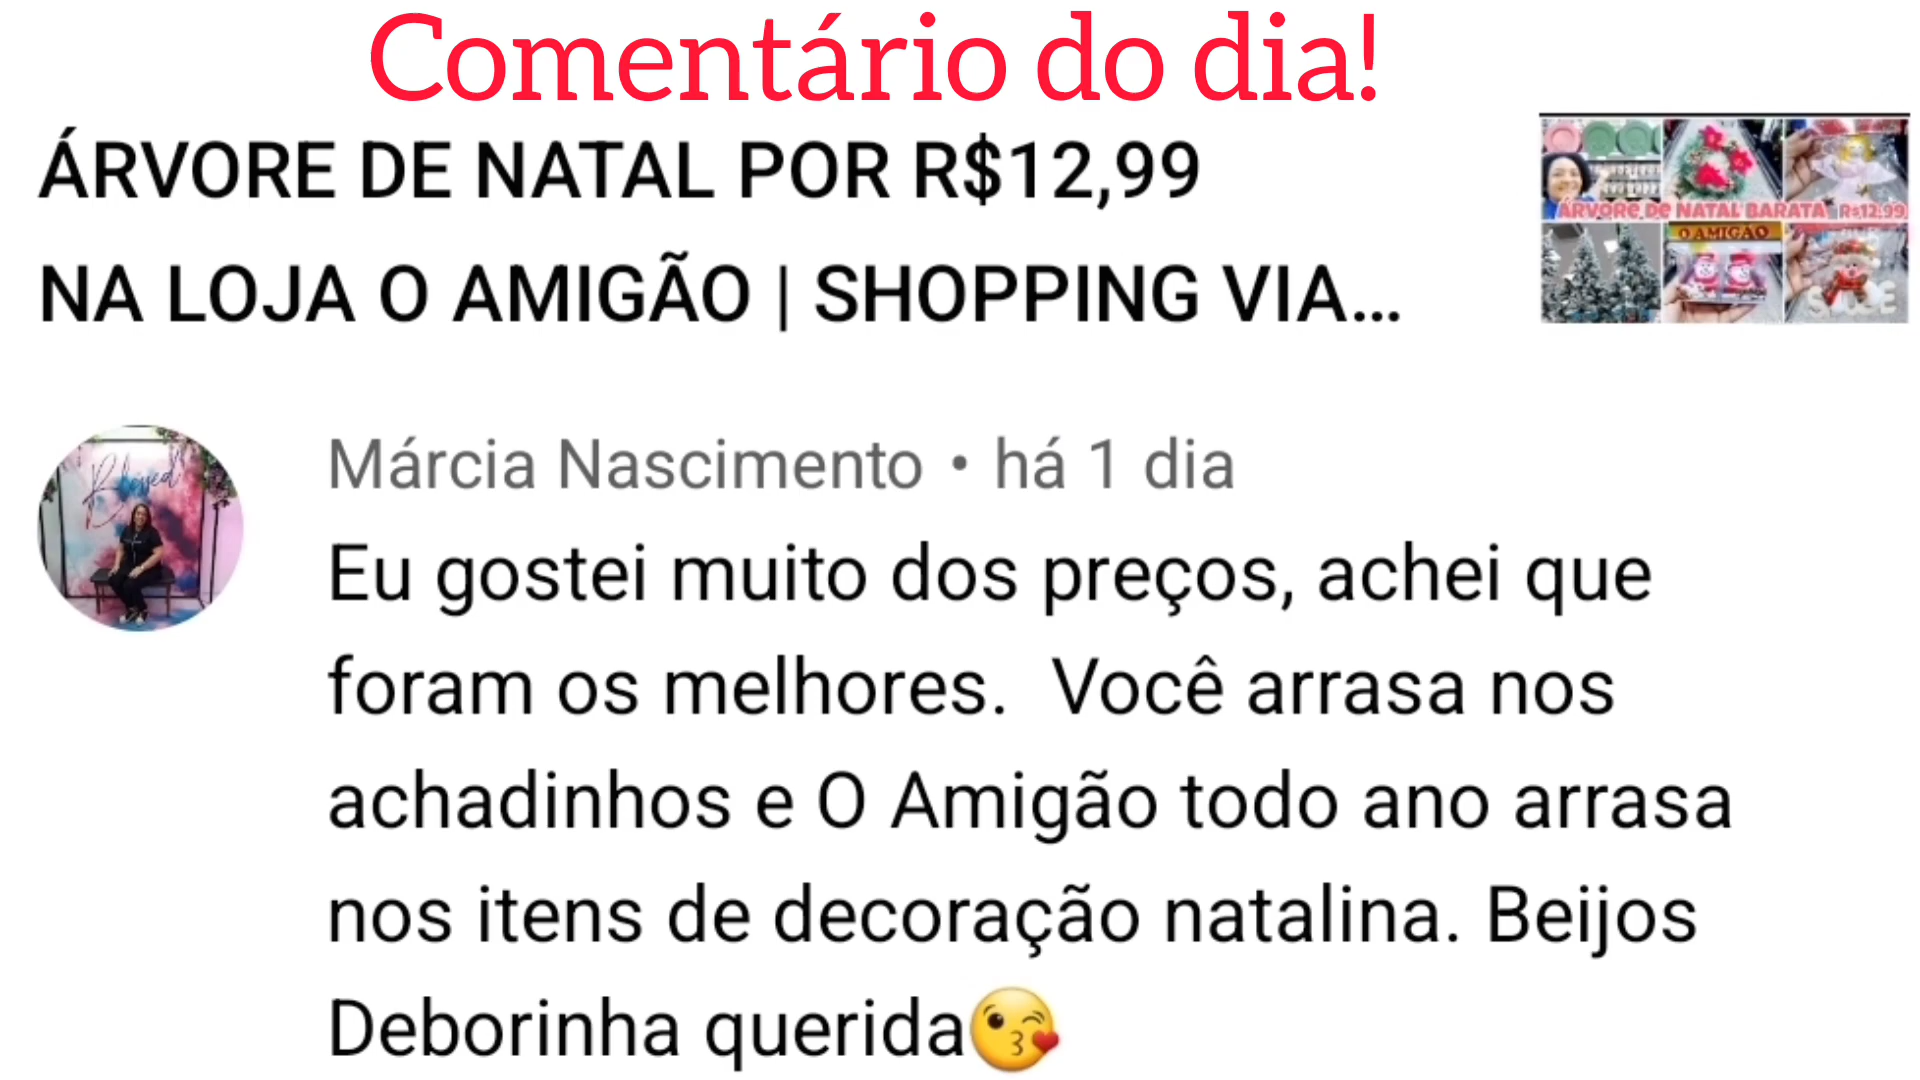 Comentário do dia!
ÁRVORE DE NATAL POR R$12,99
NA LOJA O AMIGÃO | SHOPPING VIA...
ÁRVORE DE NATAL BARATA R$12,99
O AMIGÃO
Blessed
Márcia Nascimento • há 1 dia
Eu gostei muito dos preços, achei que
foram os melhores.  Você arrasa nos
achadinhos e O Amigão todo ano arrasa
nos itens de decoração natalina. Beijos
Deborinha querida😘